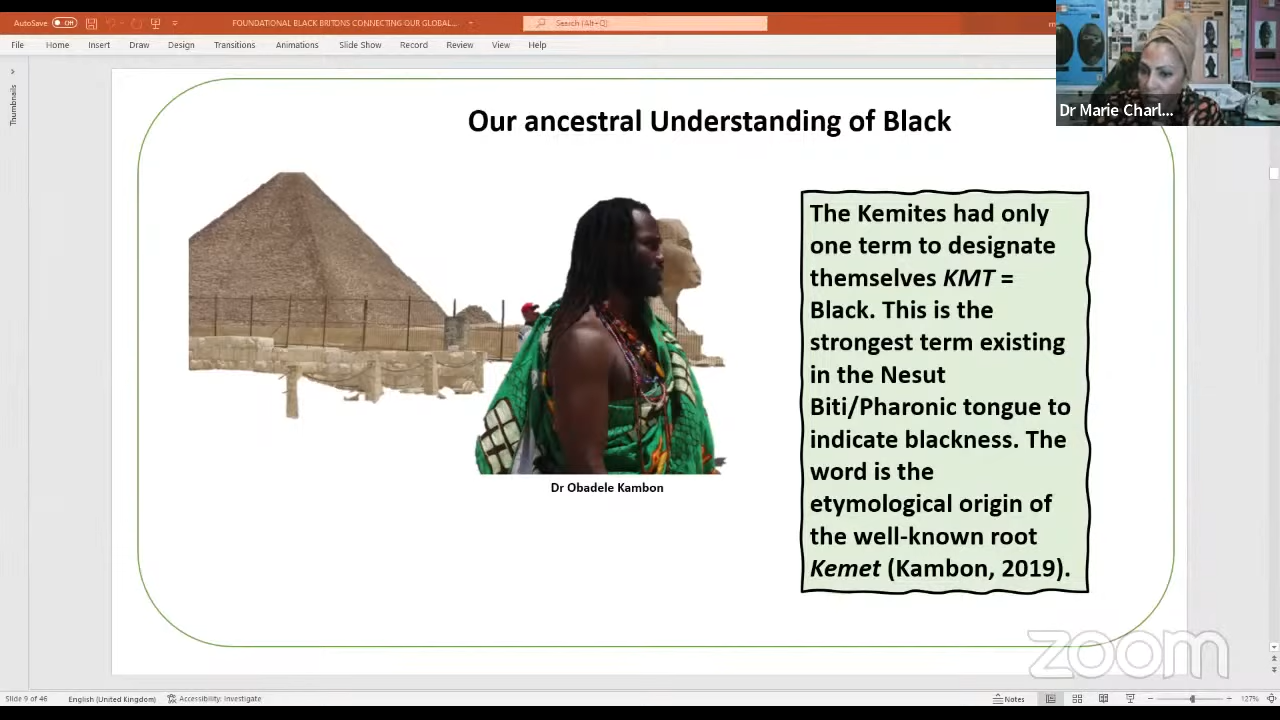 AutoSave Off
FOUNDATIONAL BLACK BRITONS CONNECTING OUR GLOBAL...
Search (Alt+Q)
File Home Insert Draw Design Transitions Animations Slide Show Record Review View Help
Dr Marie Charl...
Thumbnails
Our ancestral Understanding of Black
The Kemites had only
one term to designate
themselves KMT =
Black. This is the
strongest term existing
in the Nesut
Biti/Pharonic tongue to
indicate blackness. The
word is the
etymological origin of
the well-known root
Kemet (Kambon, 2019).
Dr Obadele Kambon
zoom
Slide 9 of 46 English (United Kingdom) Accessibility: Investigate
Notes
127%